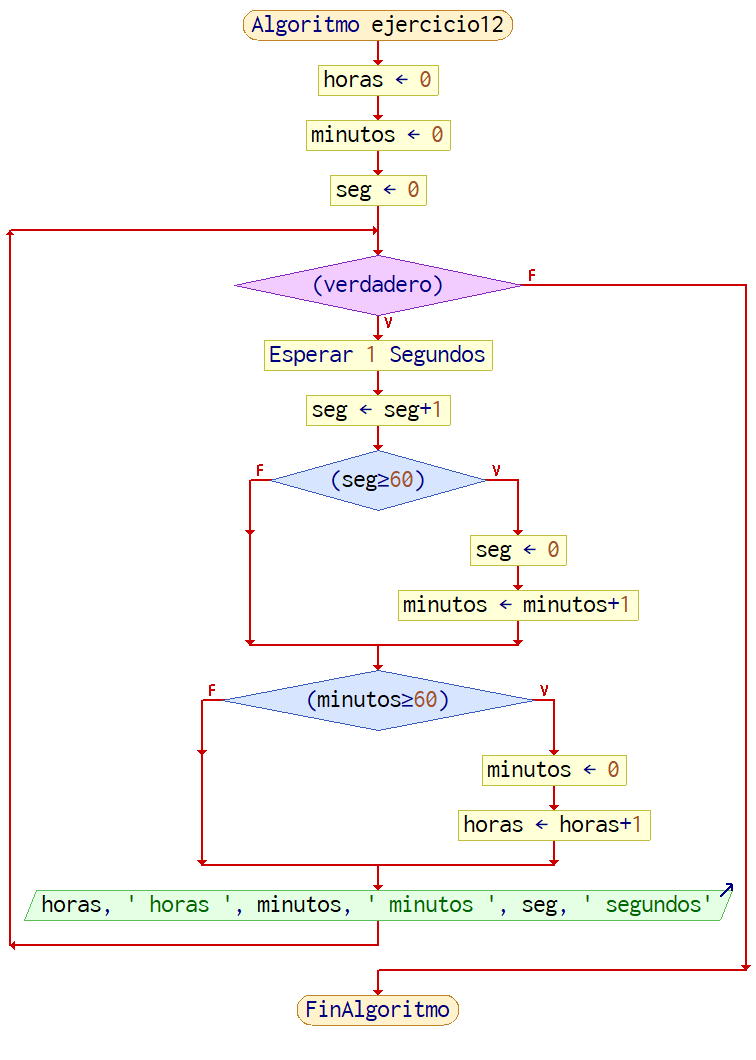 Algoritmo ejercicio12
horas ← 0
minutos ← 0
seg ← 0
(verdadero)
F
V
Esperar 1 Segundos
seg ← seg+1
F
(seg≥60)
V
seg ← 0
minutos ← minutos+1
F
(minutos≥60)
V
minutos ← 0
horas ← horas+1
horas, ' horas ', minutos, ' minutos ', seg, ' segundos'
FinAlgoritmo